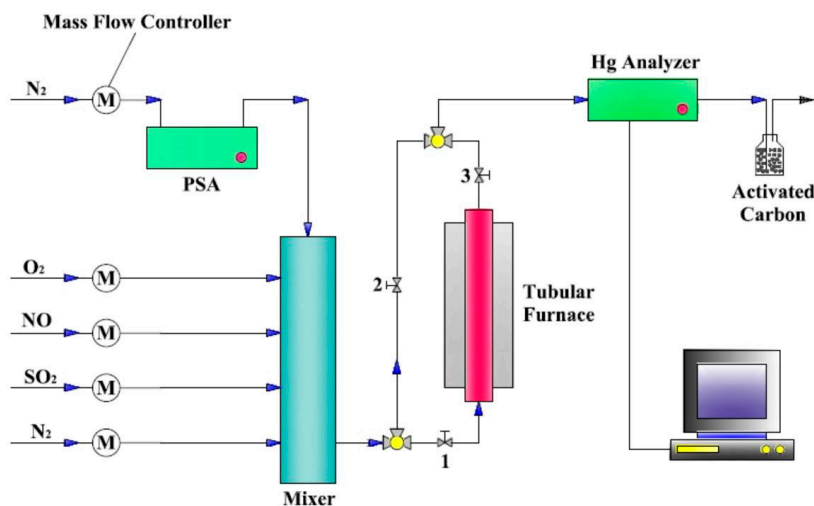 Mass Flow Controller
N₂
M
PSA
Hg Analyzer
Activated
Carbon
3
O₂
M
2
NO
M
Tubular
Furnace
SO₂
M
N₂
M
1
Mixer